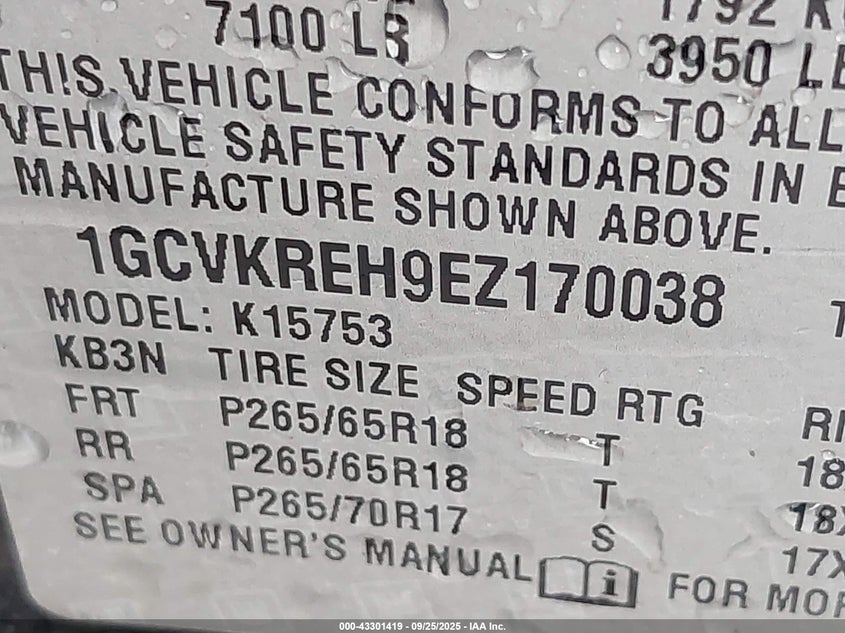 7100 LB 3950
THIS VEHICLE CONFORMS TO ALL
VEHICLE SAFETY STANDARDS IN
MANUFACTURE SHOWN ABOVE.
1GCVKREH9EZ170038
MODEL: K15753
KB3N TIRE SIZE SPEED RTG
FRT P265/65R18 T 18
RR P265/65R18 T 18X
SPA P265/70R17 S 17X
SEE OWNER'S MANUAL FOR
000-43301419 - 09/25/2025 - IAA Inc.